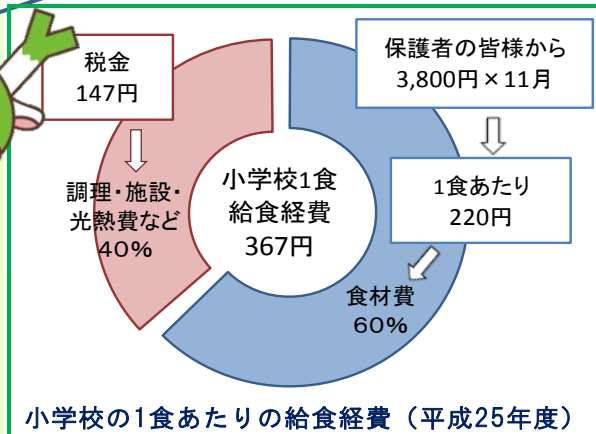 税金
147円
調理・施設・
光熱費など
40%
小学校1食
給食経費
367円
保護者の皆様から
3,800円×11月
1食あたり
220円
食材費
60%
小学校の1食あたりの給食経費（平成25年度）